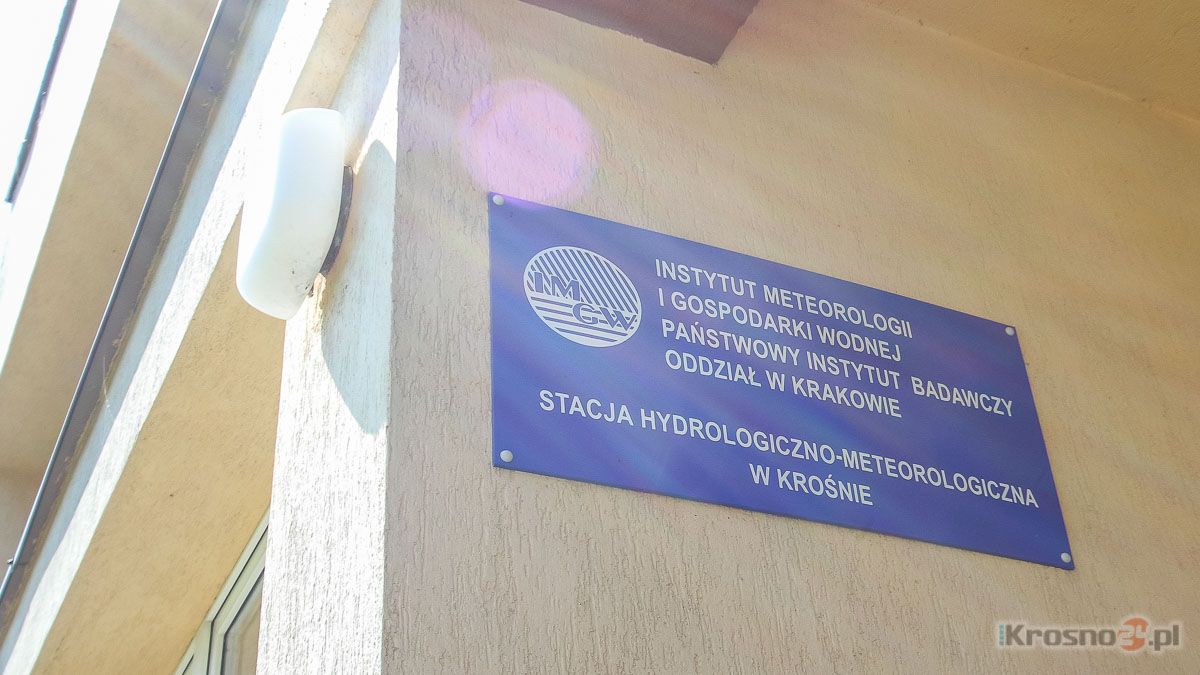 IMGW
INSTYTUT METEOROLOGII
I GOSPODARKI WODNEJ
PAŃSTWOWY INSTYTUT BADAWCZY
ODDZIAŁ W KRAKOWIE
STACJA HYDROLOGICZNO-METEOROLOGICZNA
W KROŚNIE
Krosno24.pl